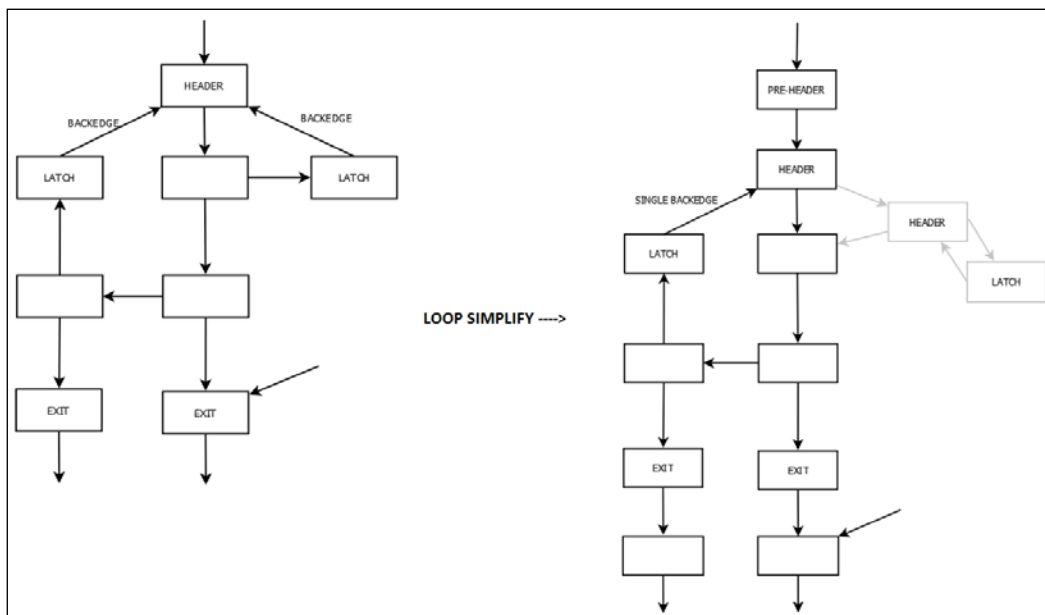 HEADER
BACKEDGE
BACKEDGE
LATCH
LATCH
EXIT
EXIT
LOOP SIMPLIFY ---->
PRE-HEADER
HEADER
SINGLE BACKEDGE
HEADER
LATCH
LATCH
EXIT
EXIT